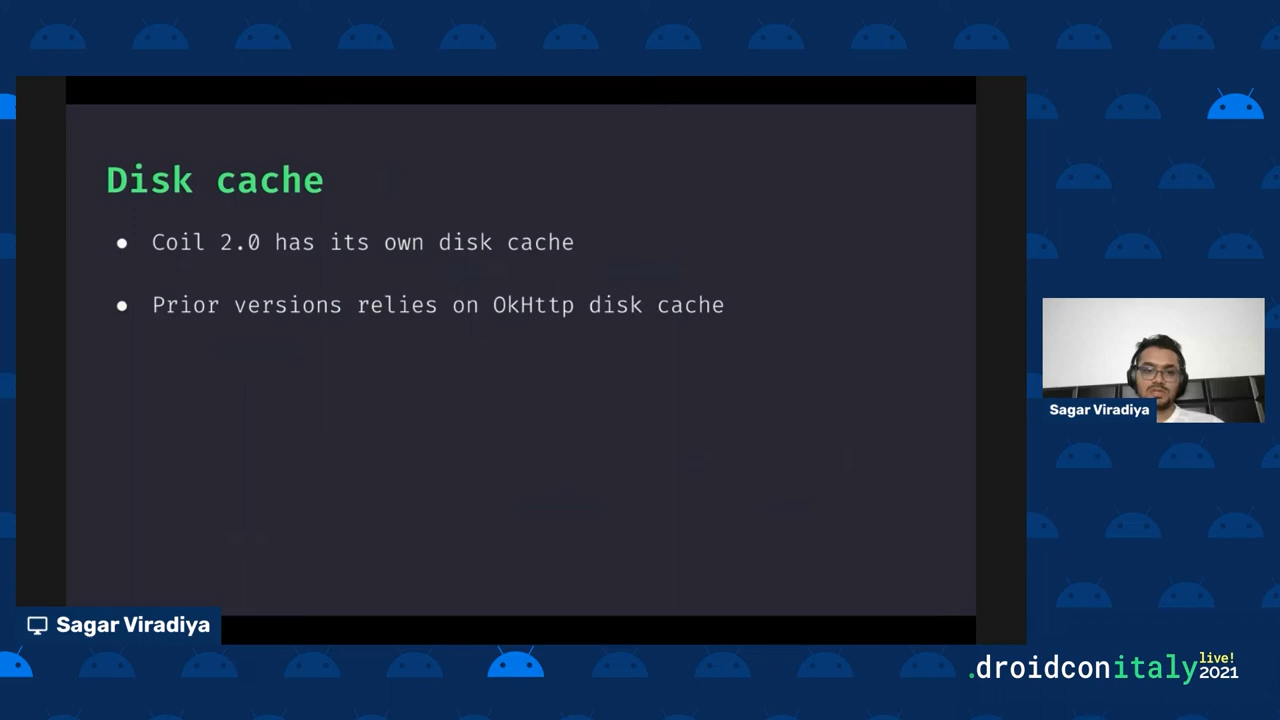 Disk cache
● Coil 2.0 has its own disk cache
● Prior versions relies on OkHttp disk cache
Sagar Viradiya
Sagar Viradiya
.droidconitaly live! 2021